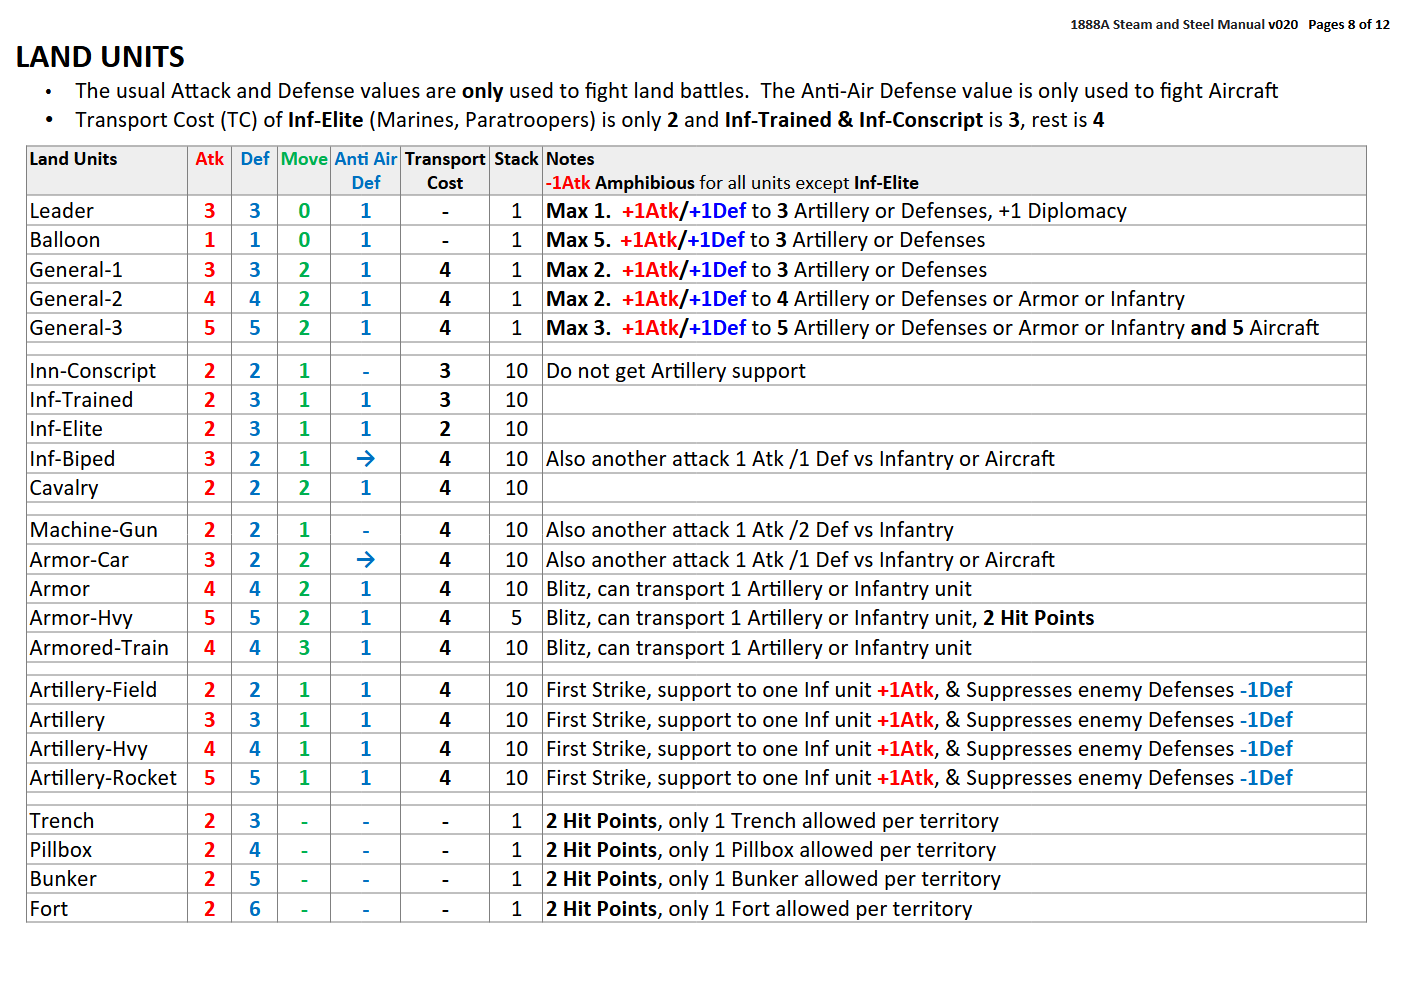 1888A Steam and Steel Manual v020 Pages 8 of 12
LAND UNITS
• The usual Attack and Defense values are only used to fight land battles. The Anti-Air Defense value is only used to fight Aircraft
• Transport Cost (TC) of Inf-Elite (Marines, Paratroopers) is only 2 and Inf-Trained & Inf-Conscript is 3, rest is 4
Land Units Atk Def Move Anti Air Transport Stack Notes
Def Cost -1Atk Amphibious for all units except Inf-Elite
Leader 3 3 0 1 - 1 Max 1. +1Atk/+1Def to 3 Artillery or Defenses, +1 Diplomacy
Balloon 1 1 0 1 - 1 Max 5. +1Atk/+1Def to 3 Artillery or Defenses
General-1 3 3 2 1 4 1 Max 2. +1Atk/+1Def to 3 Artillery or Defenses
General-2 4 4 2 1 4 1 Max 2. +1Atk/+1Def to 4 Artillery or Defenses or Armor or Infantry
General-3 5 5 2 1 4 1 Max 3. +1Atk/+1Def to 5 Artillery or Defenses or Armor or Infantry and 5 Aircraft
Inn-Conscript 2 2 1 - 3 10 Do not get Artillery support
Inf-Trained 2 3 1 1 3 10
Inf-Elite 2 3 1 1 2 10
Inf-Biped 3 2 1 → 4 10 Also another attack 1 Atk /1 Def vs Infantry or Aircraft
Cavalry 2 2 2 1 4 10
Machine-Gun 2 2 1 - 4 10 Also another attack 1 Atk /2 Def vs Infantry
Armor-Car 3 2 2 → 4 10 Also another attack 1 Atk /1 Def vs Infantry or Aircraft
Armor 4 4 2 1 4 10 Blitz, can transport 1 Artillery or Infantry unit
Armor-Hvy 5 5 2 1 4 5 Blitz, can transport 1 Artillery or Infantry unit, 2 Hit Points
Armored-Train 4 4 3 1 4 10 Blitz, can transport 1 Artillery or Infantry unit
Artillery-Field 2 2 1 1 4 10 First Strike, support to one Inf unit +1Atk, & Suppresses enemy Defenses -1Def
Artillery 3 3 1 1 4 10 First Strike, support to one Inf unit +1Atk, & Suppresses enemy Defenses -1Def
Artillery-Hvy 4 4 1 1 4 10 First Strike, support to one Inf unit +1Atk, & Suppresses enemy Defenses -1Def
Artillery-Rocket 5 5 1 1 4 10 First Strike, support to one Inf unit +1Atk, & Suppresses enemy Defenses -1Def
Trench 2 3 - - - 1 2 Hit Points, only 1 Trench allowed per territory
Pillbox 2 4 - - - 1 2 Hit Points, only 1 Pillbox allowed per territory
Bunker 2 5 - - - 1 2 Hit Points, only 1 Bunker allowed per territory
Fort 2 6 - - - 1 2 Hit Points, only 1 Fort allowed per territory